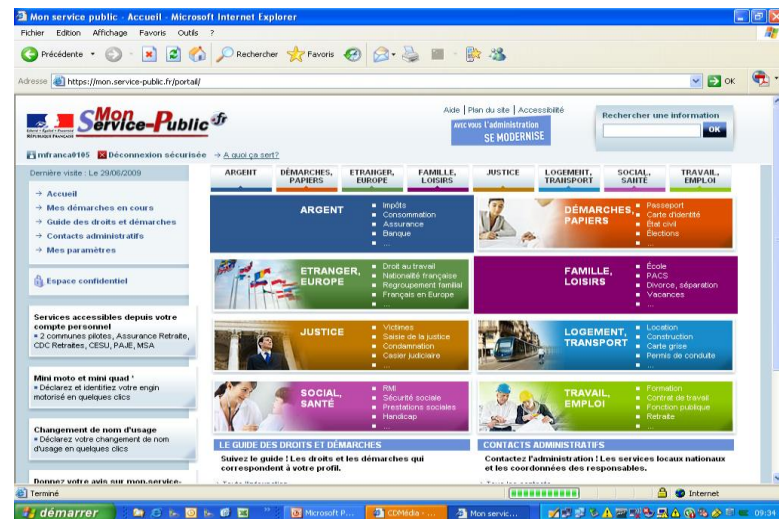 Mon service public - Accueil - Microsoft Internet Explorer
Fichier Edition Affichage Favoris Outils ?
Précédente Rechercher Favoris
Adresse https://mon.service-public.fr/portail/ OK
Mon
Service-Public fr
RÉPUBLIQUE FRANÇAISE
Aide | Plan du site | Accessibilité
AVEC VOUS L'administration
SE MODERNISE
Rechercher une information
OK
mfranca0105 Déconnexion sécurisée → A quoi ça sert?
Dernière visite : Le 29/06/2009
→ Accueil
→ Mes démarches en cours
→ Guide des droits et démarches
→ Contacts administratifs
→ Mes paramètres
Espace confidentiel
Services accessibles depuis votre
compte personnel
▪ 2 communes pilotes, Assurance Retraite,
CDC Retraites, CESU, PAJE, MSA
Mini moto et mini quad '
▪ Déclarez et identifiez votre engin
motorisé en quelques clics
Changement de nom d'usage
▪ Déclarez votre changement de nom
d'usage en quelques clics
Donnez votre avis sur mon.service-
ARGENT
DÉMARCHES,
PAPIERS
ETRANGER,
EUROPE
FAMILLE,
LOISIRS
JUSTICE
LOGEMENT,
TRANSPORT
SOCIAL,
SANTÉ
TRAVAIL,
EMPLOI
ARGENT
▪ Impôts
▪ Consommation
▪ Assurance
▪ Banque
▪ ...
DÉMARCHES,
PAPIERS
▪ Passeport
▪ Carte d'identité
▪ État civil
▪ Élections
▪ ...
ETRANGER,
EUROPE
▪ Droit au travail
▪ Nationalité française
▪ Regroupement familial
▪ Français en Europe
▪ ...
FAMILLE,
LOISIRS
▪ École
▪ PACS
▪ Divorce, séparation
▪ Vacances
▪ ...
JUSTICE
▪ Victimes
▪ Saisie de la justice
▪ Condamnation
▪ Casier judiciaire
▪ ...
LOGEMENT,
TRANSPORT
▪ Location
▪ Construction
▪ Carte grise
▪ Permis de conduite
▪ ...
SOCIAL,
SANTÉ
▪ RMI
▪ Sécurité sociale
▪ Prestations sociales
▪ Handicap
▪ ...
TRAVAIL,
EMPLOI
▪ Formation
▪ Contrat de travail
▪ Fonction publique
▪ Retraite
▪ ...
LE GUIDE DES DROITS ET DÉMARCHES
Suivez le guide ! Les droits et les démarches qui
correspondent à votre profil.
CONTACTS ADMINISTRATIFS
Contactez l'administration ! Les services locaux nationaux
et les coordonnées des responsables.
Terminé Internet
démarrer Microsoft P... CDMédia - ... Mon servic... 09:34